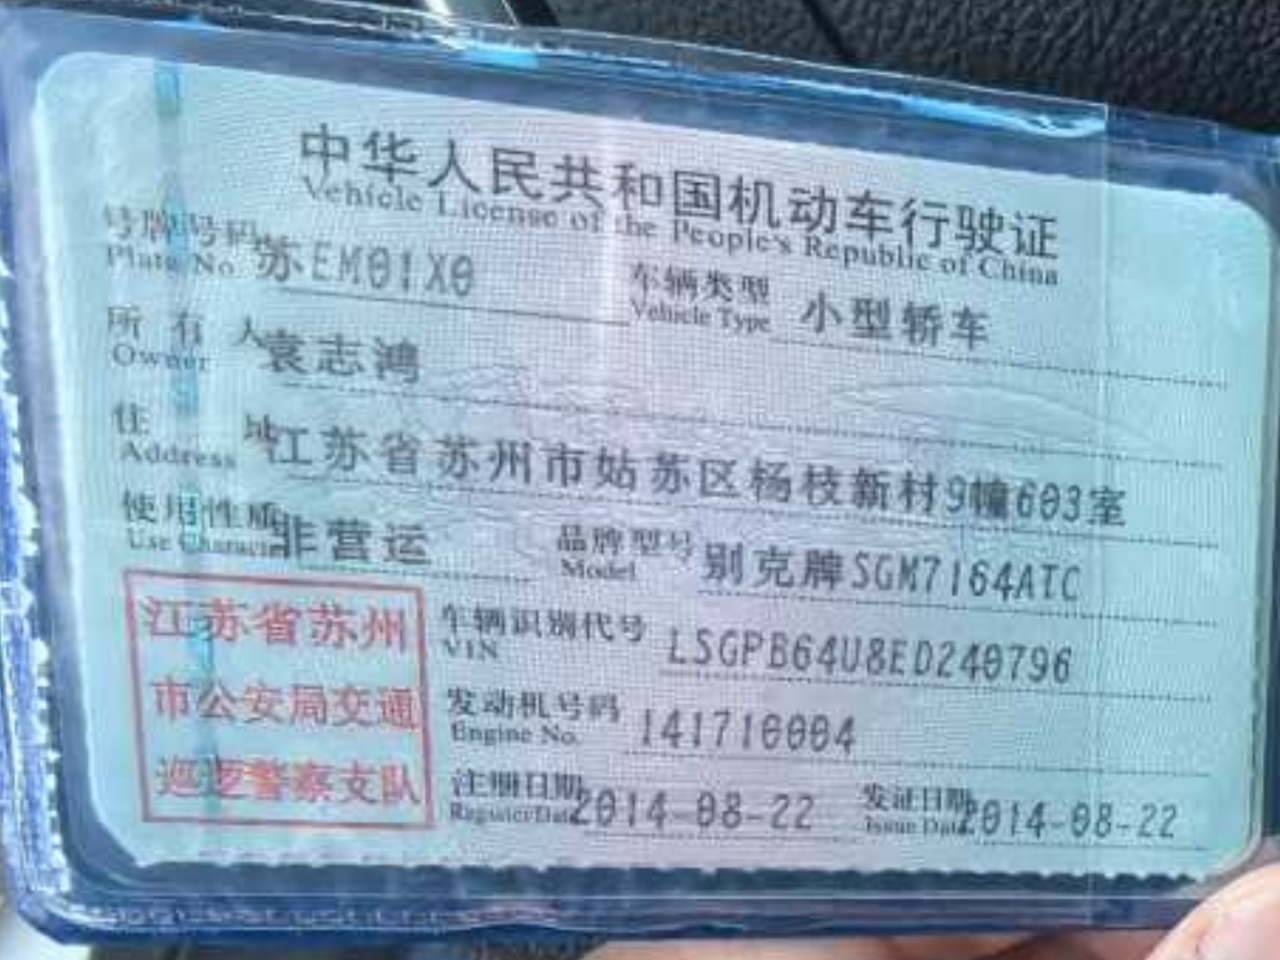 中华人民共和国机动车行驶证
Vehicle License of the People's Republic of China
号牌号码 苏EM01X0 车辆类型 小型轿车
Plate No. Vehicle Type
所有人 袁志鸿
Owner
住址 江苏省苏州市姑苏区杨枝新村9幢603室
Address
使用性质 非营运 品牌型号 别克牌SGM7164ATC
Use Character Model
江苏省苏州
市公安局交通
巡逻警察支队
车辆识别代号 LSGPB64U8ED240796
VIN
发动机号码 141710004
Engine No.
注册日期 2014-08-22 发证日期 2014-08-22
Register Date Issue Date